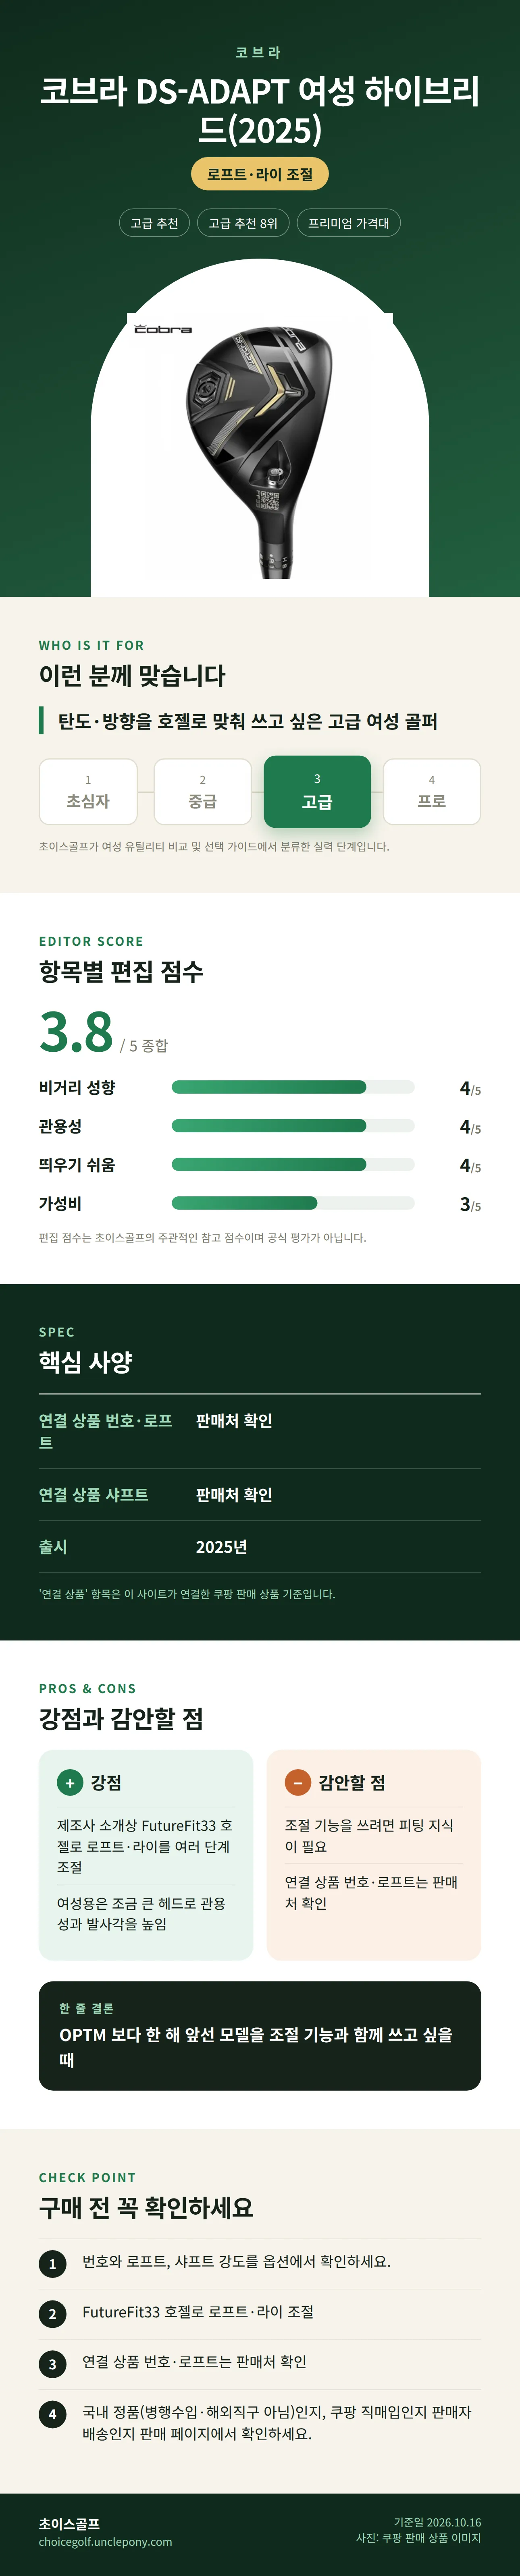 코브라
코브라 DS-ADAPT 여성 하이브리
드(2025)
로프트·라이 조절
고급 추천
고급 추천 8위
프리미엄 가격대
cobra
cobra
WHO IS IT FOR
이런 분께 맞습니다
탄도·방향을 호젤로 맞춰 쓰고 싶은 고급 여성 골퍼
1
초심자
2
중급
3
고급
4
프로
초이스골프가 여성 유틸리티 비교 및 선택 가이드에서 분류한 실력 단계입니다.
EDITOR SCORE
항목별 편집 점수
3.8 / 5 종합
비거리 성향 4/5
관용성 4/5
띄우기 쉬움 4/5
가성비 3/5
편집 점수는 초이스골프의 주관적인 참고 점수이며 공식 평가가 아닙니다.
SPEC
핵심 사양
연결 상품 번호·로프
트
판매처 확인
연결 상품 샤프트 판매처 확인
출시 2025년
'연결 상품' 항목은 이 사이트가 연결한 쿠팡 판매 상품 기준입니다.
PROS & CONS
강점과 감안할 점
+ 강점
제조사 소개상 FutureFit33 호
젤로 로프트·라이를 여러 단계
조절
여성용은 조금 큰 헤드로 관용
성과 발사각을 높임
− 감안할 점
조절 기능을 쓰려면 피팅 지식
이 필요
연결 상품 번호·로프트는 판매
처 확인
한 줄 결론
OPTM 보다 한 해 앞선 모델을 조절 기능과 함께 쓰고 싶을
때
CHECK POINT
구매 전 꼭 확인하세요
1 번호와 로프트, 샤프트 강도를 옵션에서 확인하세요.
2 FutureFit33 호젤로 로프트·라이 조절
3 연결 상품 번호·로프트는 판매처 확인
4 국내 정품(병행수입·해외직구 아님)인지, 쿠팡 직매입인지 판매자
배송인지 판매 페이지에서 확인하세요.
초이스골프
choicegolf.unclepony.com
기준일 2026.10.16
사진: 쿠팡 판매 상품 이미지